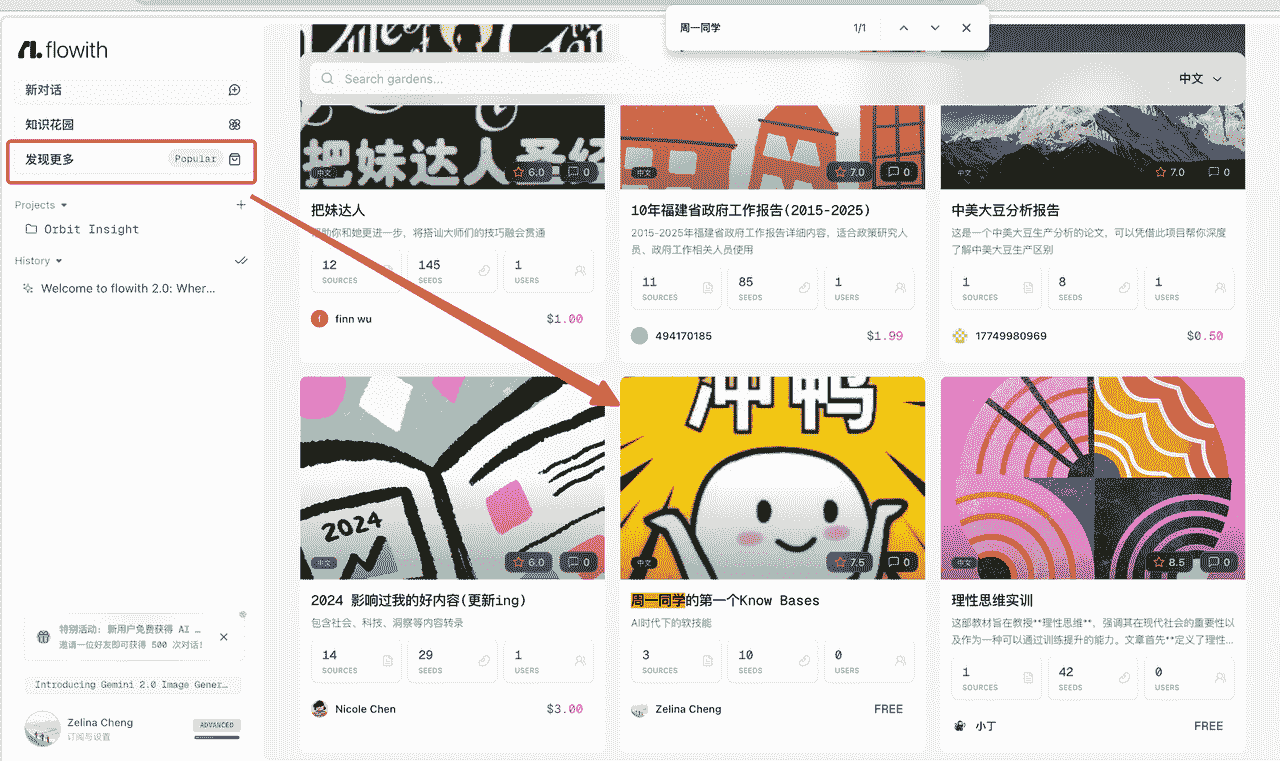 周一同学
1/1
flowith
新对话
知识花园
发现更多
Popular
Projects
Orbit Insight
History
Welcome to flowith 2.0: Wher...
特别活动: 新用户免费获得 AI …
邀请一位好友即可获得 500 次对话!
Introducing Gemini 2.0 Image Gener…
Zelina Cheng
订阅与设置
ADVANCED
Search gardens...
中文
把妹达人圣经
中文
6.0
0
把妹达人
帮助你和她更进一步, 将搭讪大师们的技巧融会贯通
12
SOURCES
145
SEEDS
1
USERS
finn wu
$1.00
中文
7.0
0
10年福建省政府工作报告(2015-2025)
2015-2025年福建省政府工作报告详细内容, 适合政策研究人
员、政府工作相关人员使用
11
SOURCES
85
SEEDS
1
USERS
494170185
$1.99
中文
7.0
0
中美大豆分析报告
这是一个中美大豆生产分析的论文, 可以凭借此项目帮你深度
了解中美大豆生产区别
1
SOURCES
8
SEEDS
1
USERS
17749980969
$0.50
2024
中文
6.0
0
2024 影响过我的好内容(更新ing)
包含社会、科技、洞察等内容转录
14
SOURCES
29
SEEDS
1
USERS
Nicole Chen
$3.00
冲鸭
中文
7.5
0
周一同学的第一个Know Bases
AI时代下的软技能
3
SOURCES
10
SEEDS
0
USERS
Zelina Cheng
FREE
中文
8.5
0
理性思维实训
这部教材旨在教授**理性思维**, 强调其在现代社会的重要性以
及作为一种可以通过训练提升的能力。文章首先**定义了理性…
1
SOURCES
42
SEEDS
0
USERS
小丁
FREE